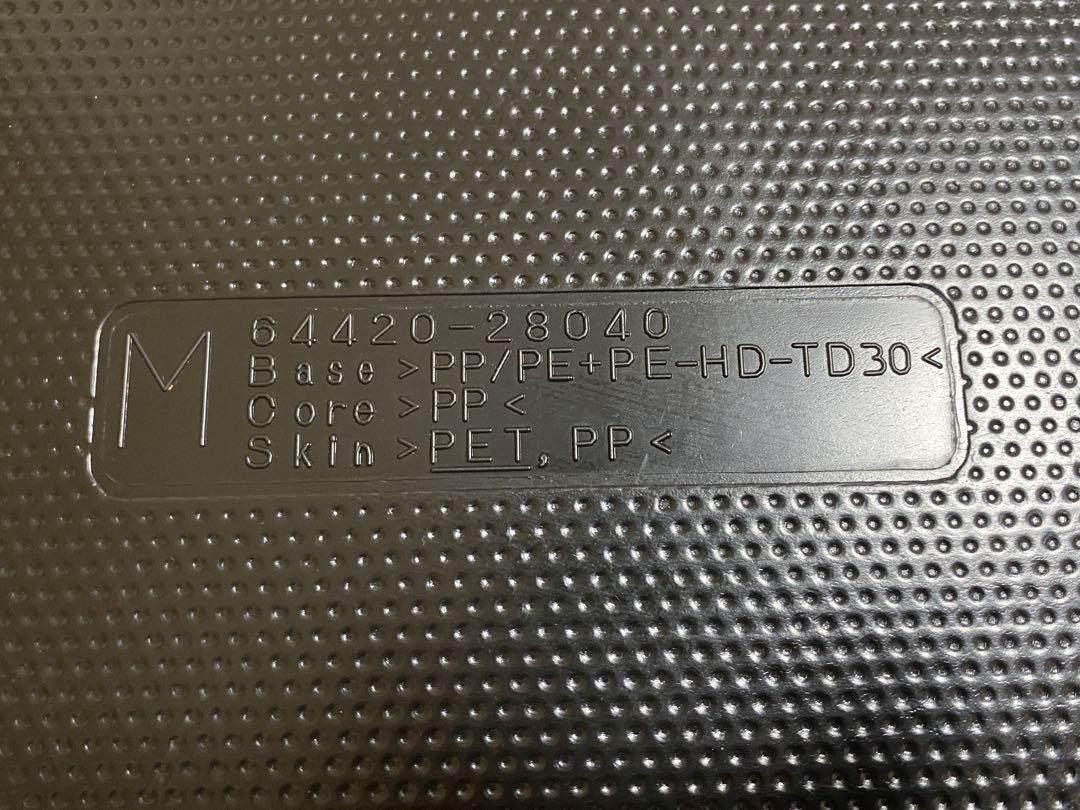 M
64420-28040
Base >PP/PE+PE-HD-TD30<
Core >PP<
Skin >PET, PP<